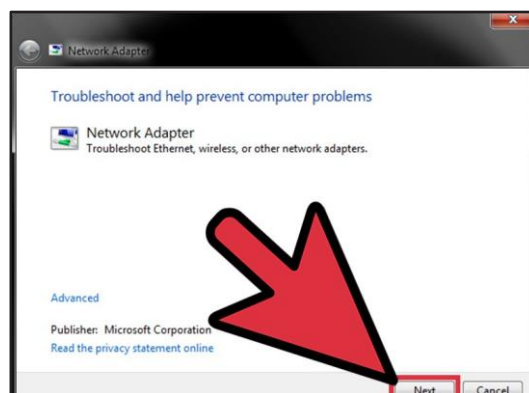 Network Adapter
Troubleshoot and help prevent computer problems
Network Adapter
Troubleshoot Ethernet, wireless, or other network adapters.
Advanced
Publisher: Microsoft Corporation
Read the privacy statement online
Next Cancel